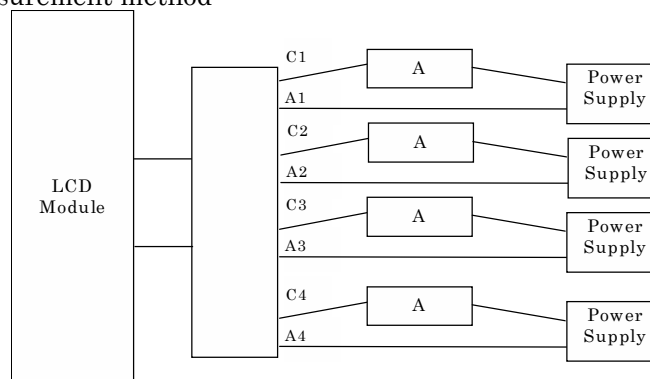 surement method
C1
A
Power
Supply
A1
C2
A
Power
Supply
A2
LCD
Module
C3
A
Power
Supply
A3
C4
A
Power
Supply
A4